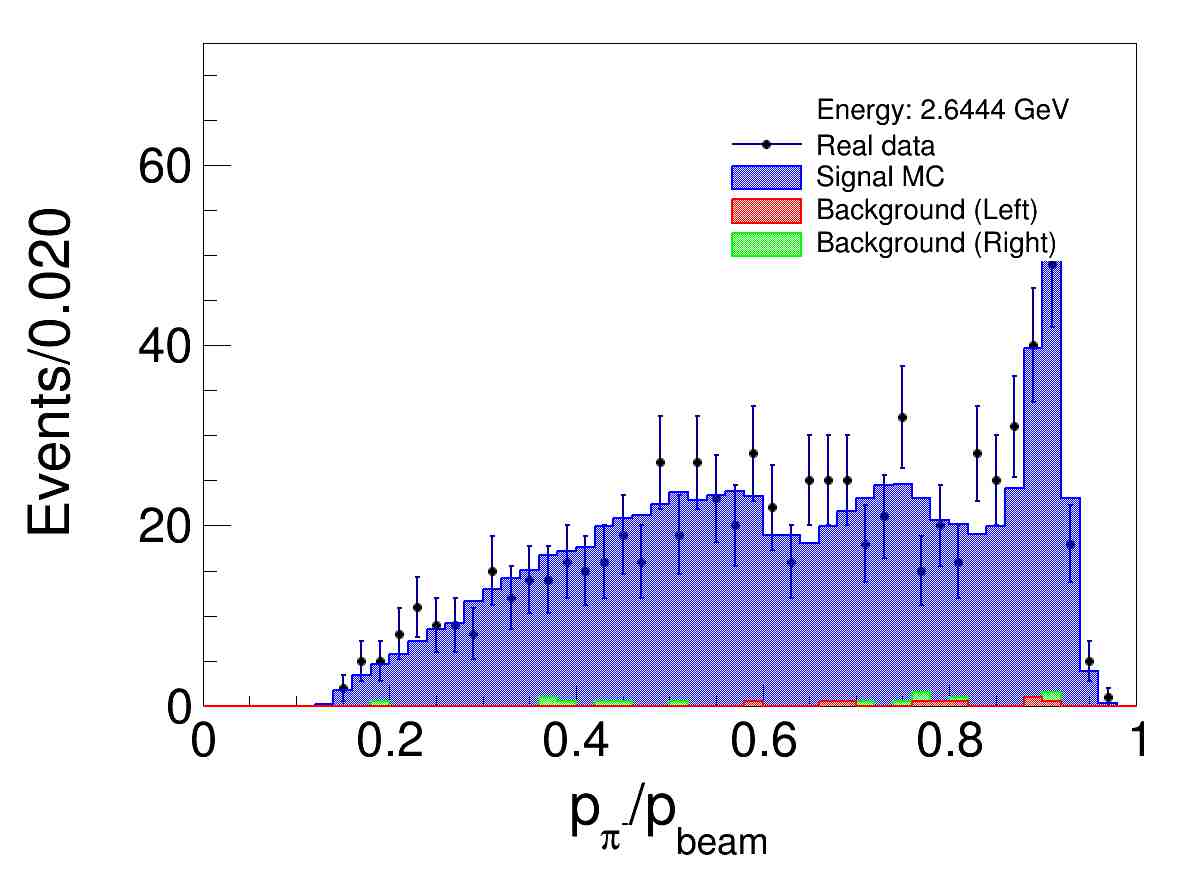 Energy: 2.6444 GeV
Real data
Signal MC
Background (Left)
Background (Right)
Events/0.020
60
40
20
0
0 0.2 0.4 0.6 0.8 1
pπ-/pbeam